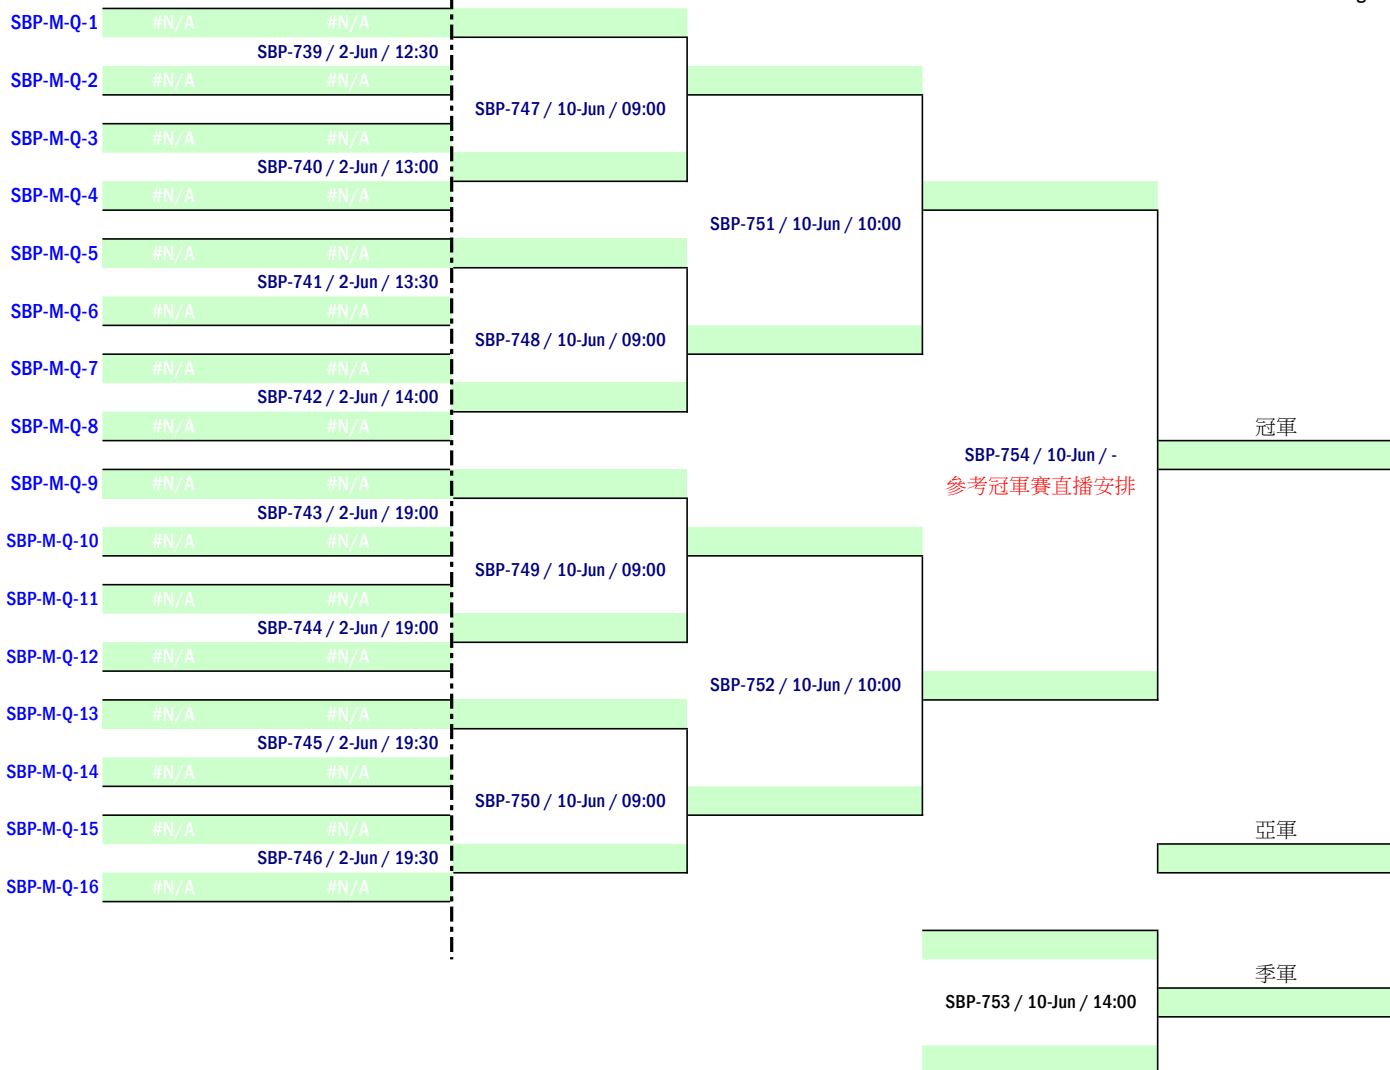 SBP-M-Q-1 #N/A #N/A
SBP-739 / 2-Jun / 12:30
SBP-M-Q-2 #N/A #N/A
SBP-747 / 10-Jun / 09:00
SBP-M-Q-3 #N/A #N/A
SBP-740 / 2-Jun / 13:00
SBP-M-Q-4 #N/A #N/A
SBP-751 / 10-Jun / 10:00
SBP-M-Q-5 #N/A #N/A
SBP-741 / 2-Jun / 13:30
SBP-M-Q-6 #N/A #N/A
SBP-748 / 10-Jun / 09:00
SBP-M-Q-7 #N/A #N/A
SBP-742 / 2-Jun / 14:00
SBP-M-Q-8 #N/A #N/A
冠軍
SBP-754 / 10-Jun / -
參考冠軍賽直播安排
SBP-M-Q-9 #N/A #N/A
SBP-743 / 2-Jun / 19:00
SBP-M-Q-10 #N/A #N/A
SBP-749 / 10-Jun / 09:00
SBP-M-Q-11 #N/A #N/A
SBP-744 / 2-Jun / 19:00
SBP-M-Q-12 #N/A #N/A
SBP-752 / 10-Jun / 10:00
SBP-M-Q-13 #N/A #N/A
SBP-745 / 2-Jun / 19:30
SBP-M-Q-14 #N/A #N/A
SBP-750 / 10-Jun / 09:00
SBP-M-Q-15 #N/A #N/A
亞軍
SBP-746 / 2-Jun / 19:30
SBP-M-Q-16 #N/A #N/A
季軍
SBP-753 / 10-Jun / 14:00